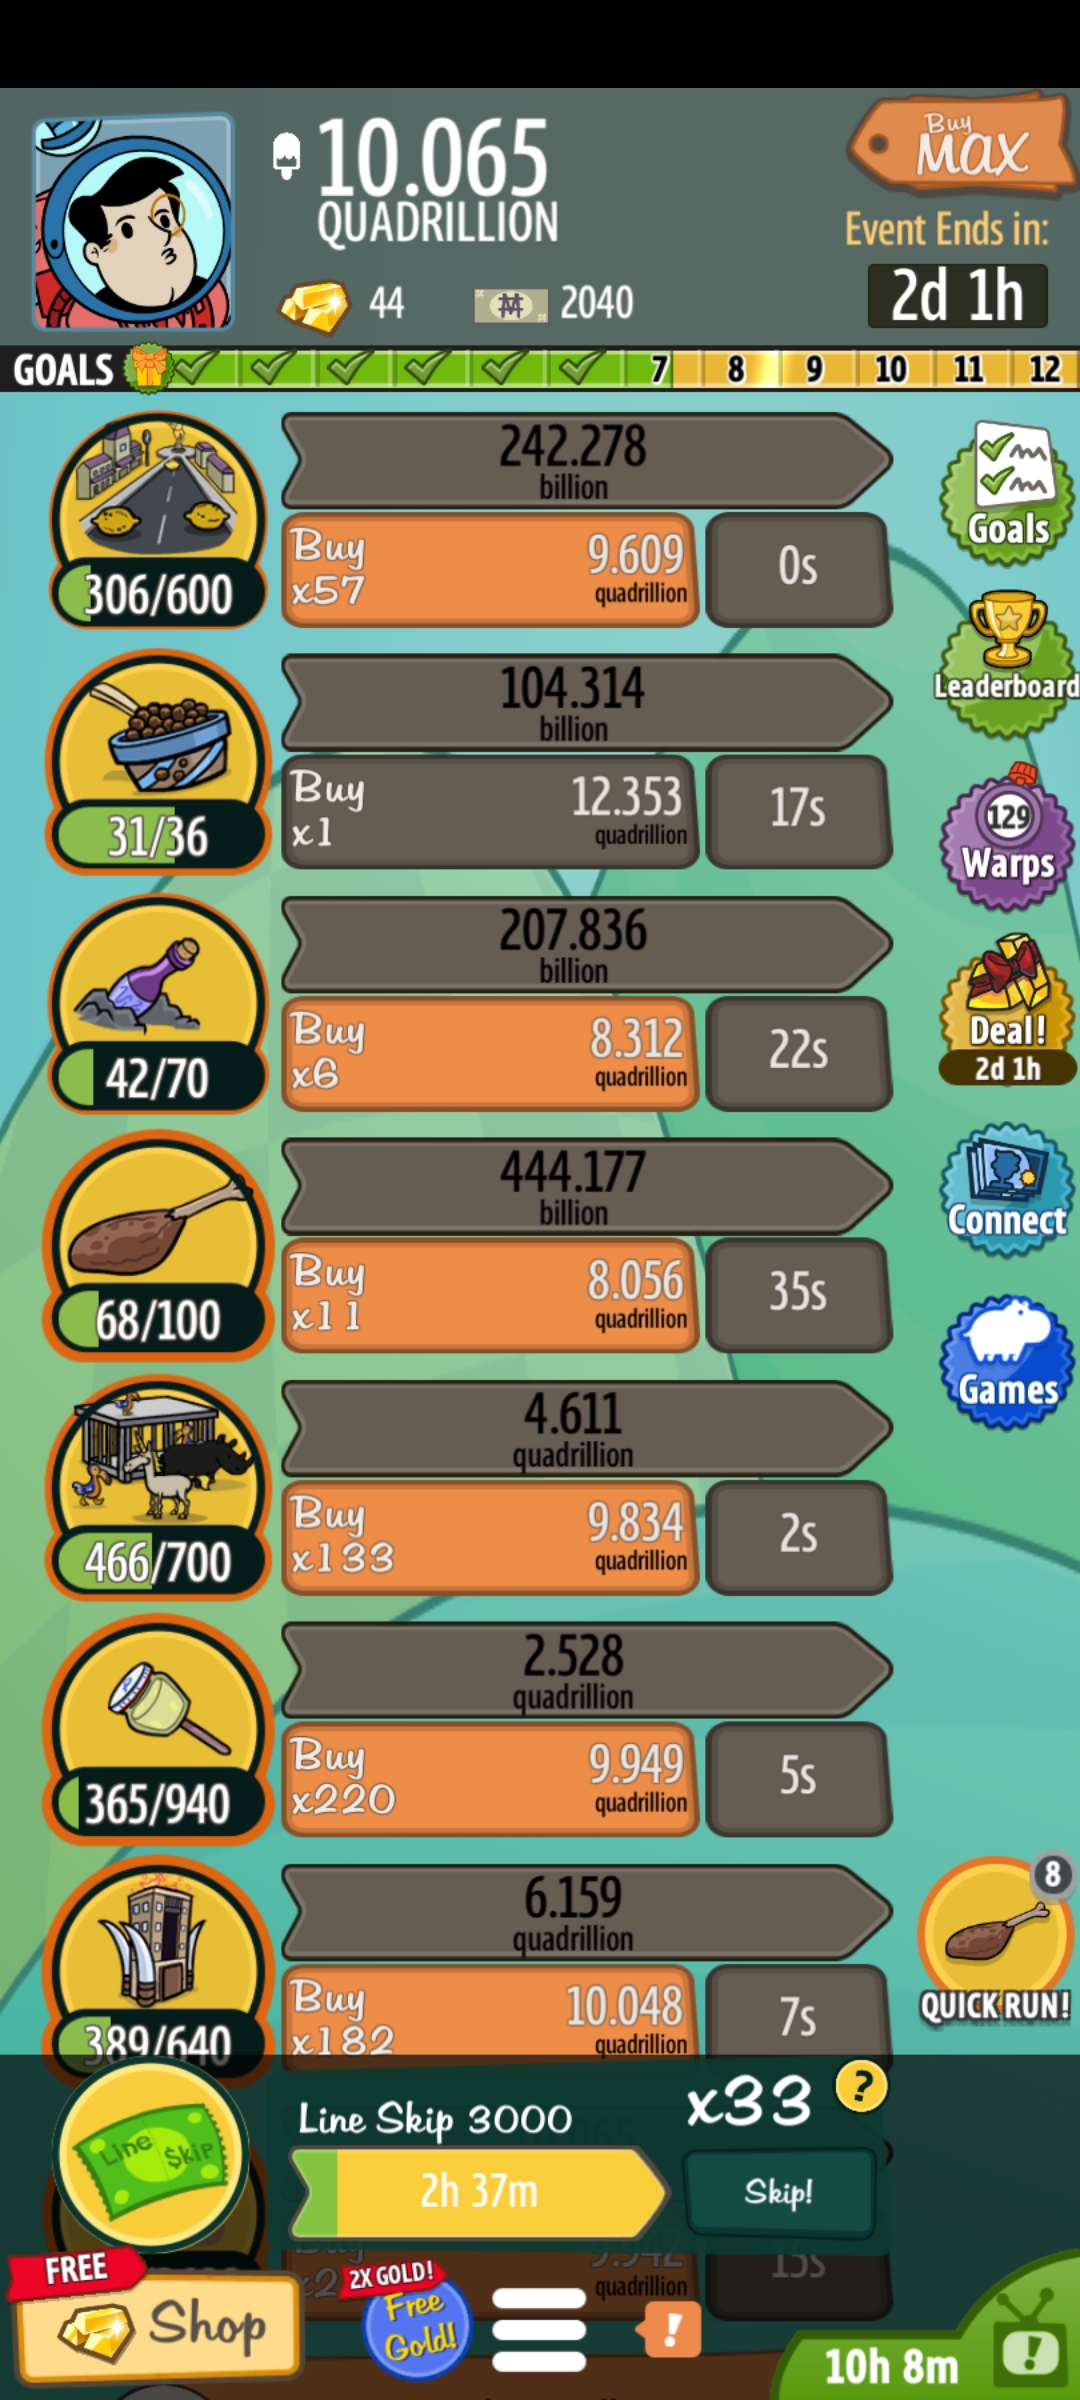 10.065
QUADRILLION
Buy
MAX
Event Ends in:
2d 1h
44
2040
GOALS
7 8 9 10 11 12
242.278
billion
306/600
Buy
x57
9.609
quadrillion
0s
Goals
104.314
billion
31/36
Buy
x1
12.353
quadrillion
17s
Leaderboard
207.836
billion
42/70
Buy
x6
8.312
quadrillion
22s
129
Warps
444.177
billion
68/100
Buy
x11
8.056
quadrillion
35s
Deal!
2d 1h
4.611
quadrillion
466/700
Buy
x133
9.834
quadrillion
2s
Connect
2.528
quadrillion
365/940
Buy
x220
9.949
quadrillion
5s
Games
6.159
quadrillion
389/640
Buy
x182
10.048
quadrillion
7s
8
QUICK RUN!
Line Skip
Line Skip 3000
x33
?
2h 37m
Skip!
9.942
quadrillion
15s
FREE
Shop
2X GOLD!
Free
Gold!
!
10h 8m
!